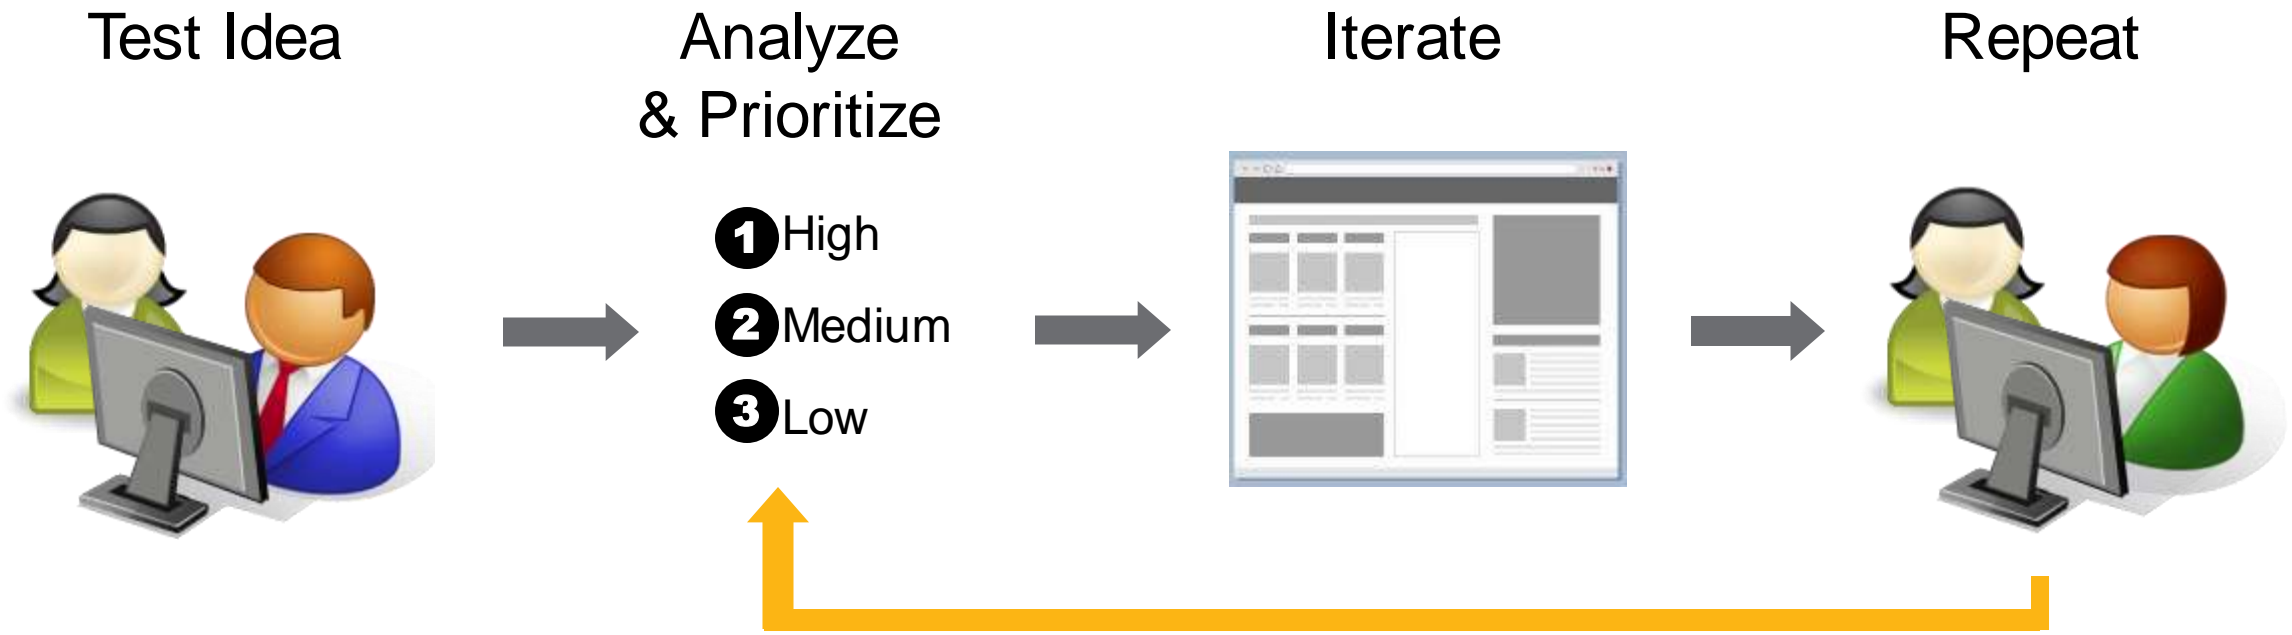 Test Idea
Analyze
& Prioritize
Iterate
Repeat
1 High
2 Medium
3 Low